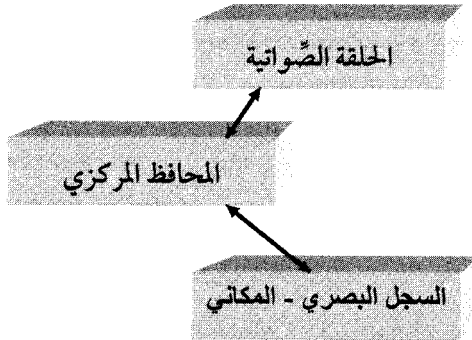 الحلقة الصِّواتية
المحافظ المركزي
السجل البصري - المكاني